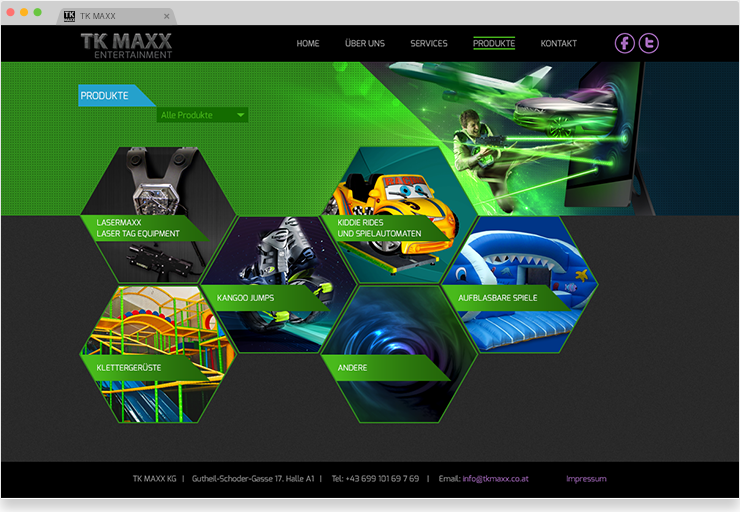 TK TK MAXX
TK MAXX
ENTERTAINMENT
HOME ÜBER UNS SERVICES PRODUKTE KONTAKT
PRODUKTE
Alle Produkte
LASERMAXX
LASER TAG EQUIPMENT
KIDDIE RIDES
UND SPIELAUTOMATEN
KANGOO JUMPS
AUFBLASBARE SPIELE
KLETTERGERÜSTE
ANDERE
TK MAXX KG | Gutheil-Schoder-Gasse 17, Halle A1 | Tel: +43 699 101 69 7 69 | Email: info@tkmaxx.co.at Impressum